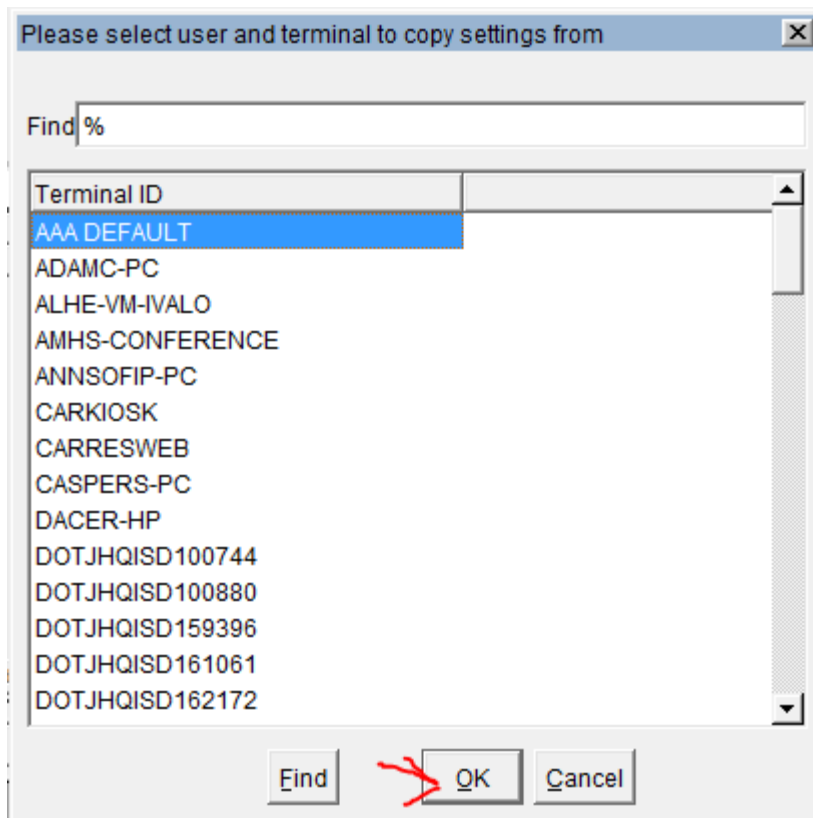 Please select user and terminal to copy settings from
Find %
Terminal ID
AAA DEFAULT
ADAMC-PC
ALHE-VM-IVALO
AMHS-CONFERENCE
ANNSOFIP-PC
CARKIOSK
CARRESWEB
CASPERS-PC
DACER-HP
DOTJHQISD100744
DOTJHQISD100880
DOTJHQISD159396
DOTJHQISD161061
DOTJHQISD162172
Find OK Cancel